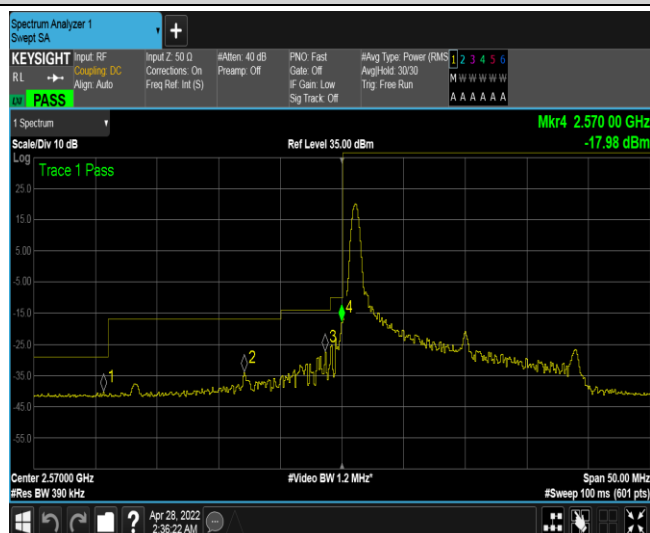 Spectrum Analyzer 1
Swept SA
KEYSIGHT
RL
PASS
Input: RF
Coupling: DC
Align: Auto
Input Z: 50 Ω
Corrections: On
Freq Ref: Int (S)
#Atten: 40 dB
Preamp: Off
PNO: Fast
Gate: Off
IF Gain: Low
Sig Track: Off
#Avg Type: Power (RMS
Avg|Hold: 30/30
Trig: Free Run
1 2 3 4 5 6
M W W W W W
A A A A A A
1 Spectrum
Mkr4 2.570 00 GHz
Scale/Div 10 dB
Ref Level 35.00 dBm
-17.98 dBm
Log
Trace 1 Pass
25.0
15.0
5.00
-5.00
-15.0
-25.0
-35.0
-45.0
-55.0
1
2
3
4
Center 2.57000 GHz
#Video BW 1.2 MHz*
Span 50.00 MHz
#Res BW 390 kHz
#Sweep 100 ms (601 pts)
?
Apr 28, 2022
2:36:22 AM